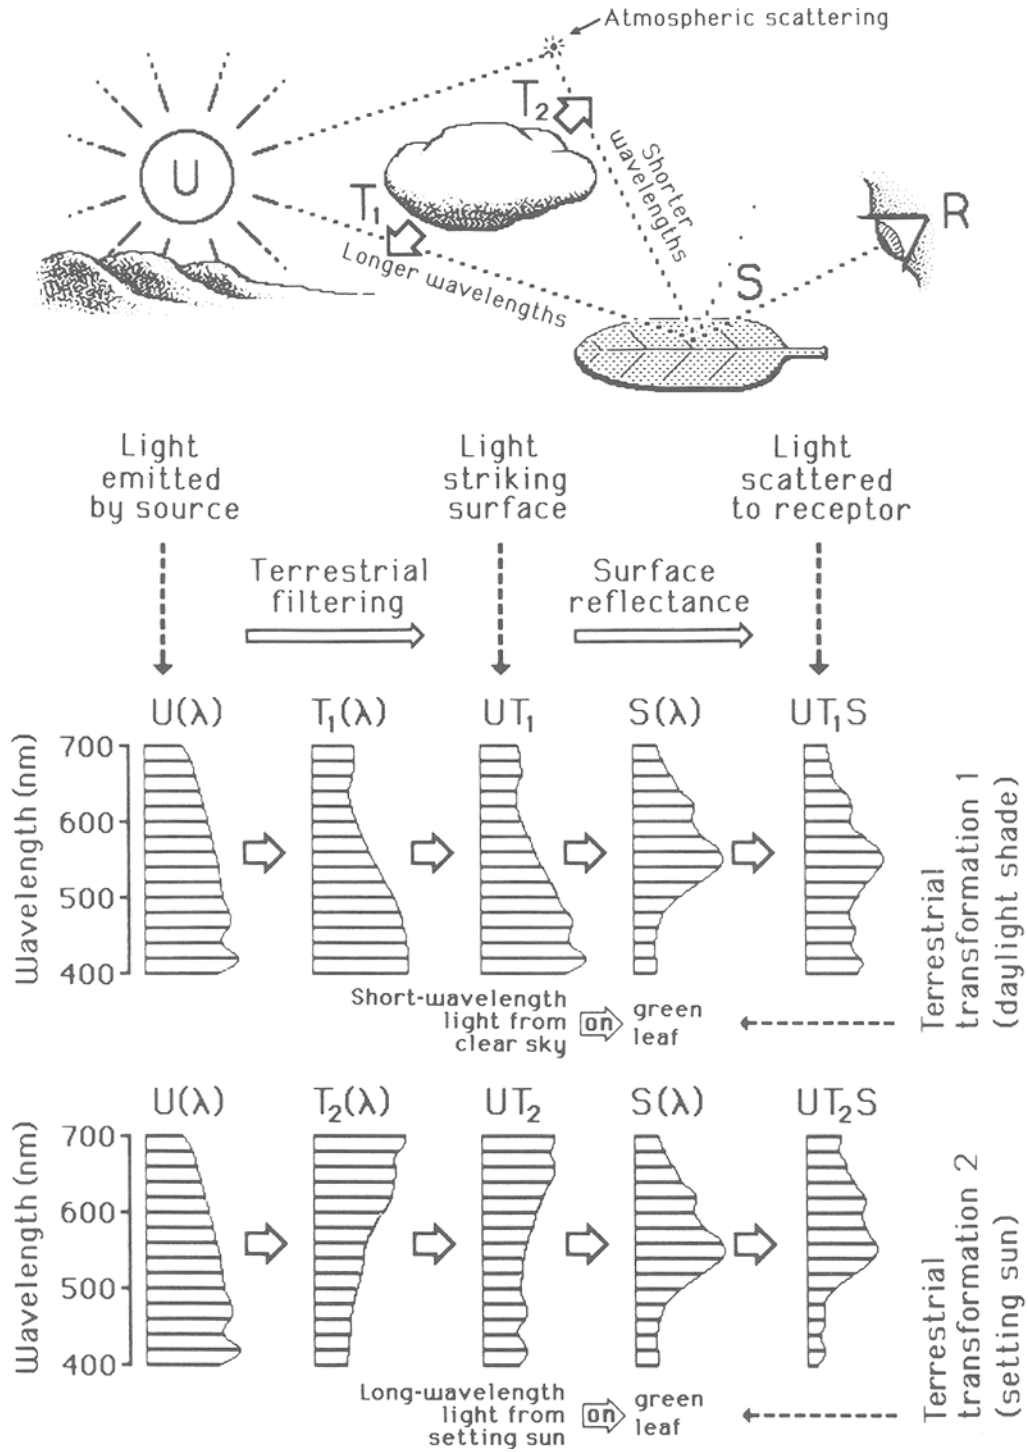 Atmospheric scattering
T₂
U
Shorter
wavelengths
T₁
R
Longer wavelengths
S
Light
emitted
by source
Light
striking
surface
Light
scattered
to receptor
Terrestrial
filtering
Surface
reflectance
U(λ)
T₁(λ)
UT₁
S(λ)
UT₁S
Wavelength (nm)
700
600
500
400
Terrestrial
transformation 1
(daylight shade)
Short-wavelength
light from
clear sky
on
green
leaf
U(λ)
T₂(λ)
UT₂
S(λ)
UT₂S
Wavelength (nm)
700
600
500
400
Terrestrial
transformation 2
(setting sun)
Long-wavelength
light from
setting sun
on
green
leaf